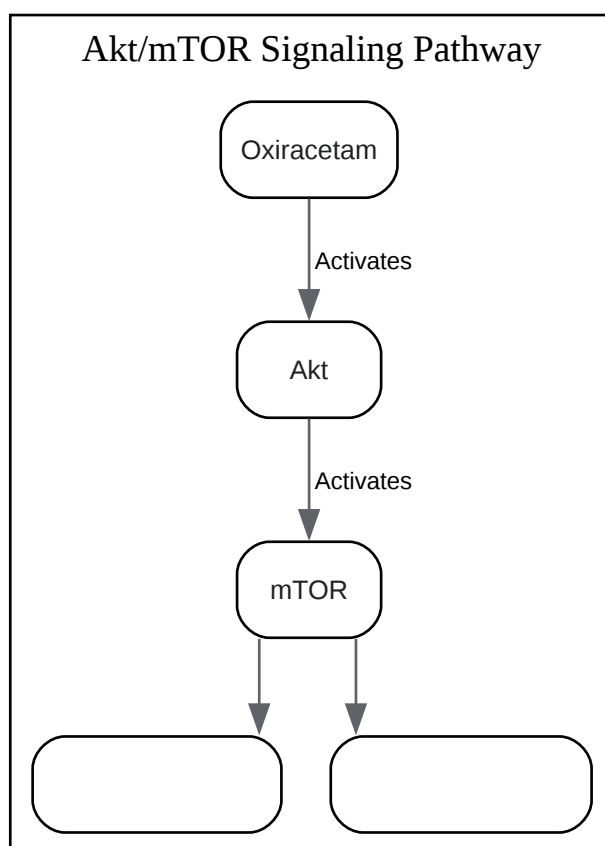 Akt/mTOR Signaling Pathway
Oxiracetam
Activates
Akt
Activates
mTOR